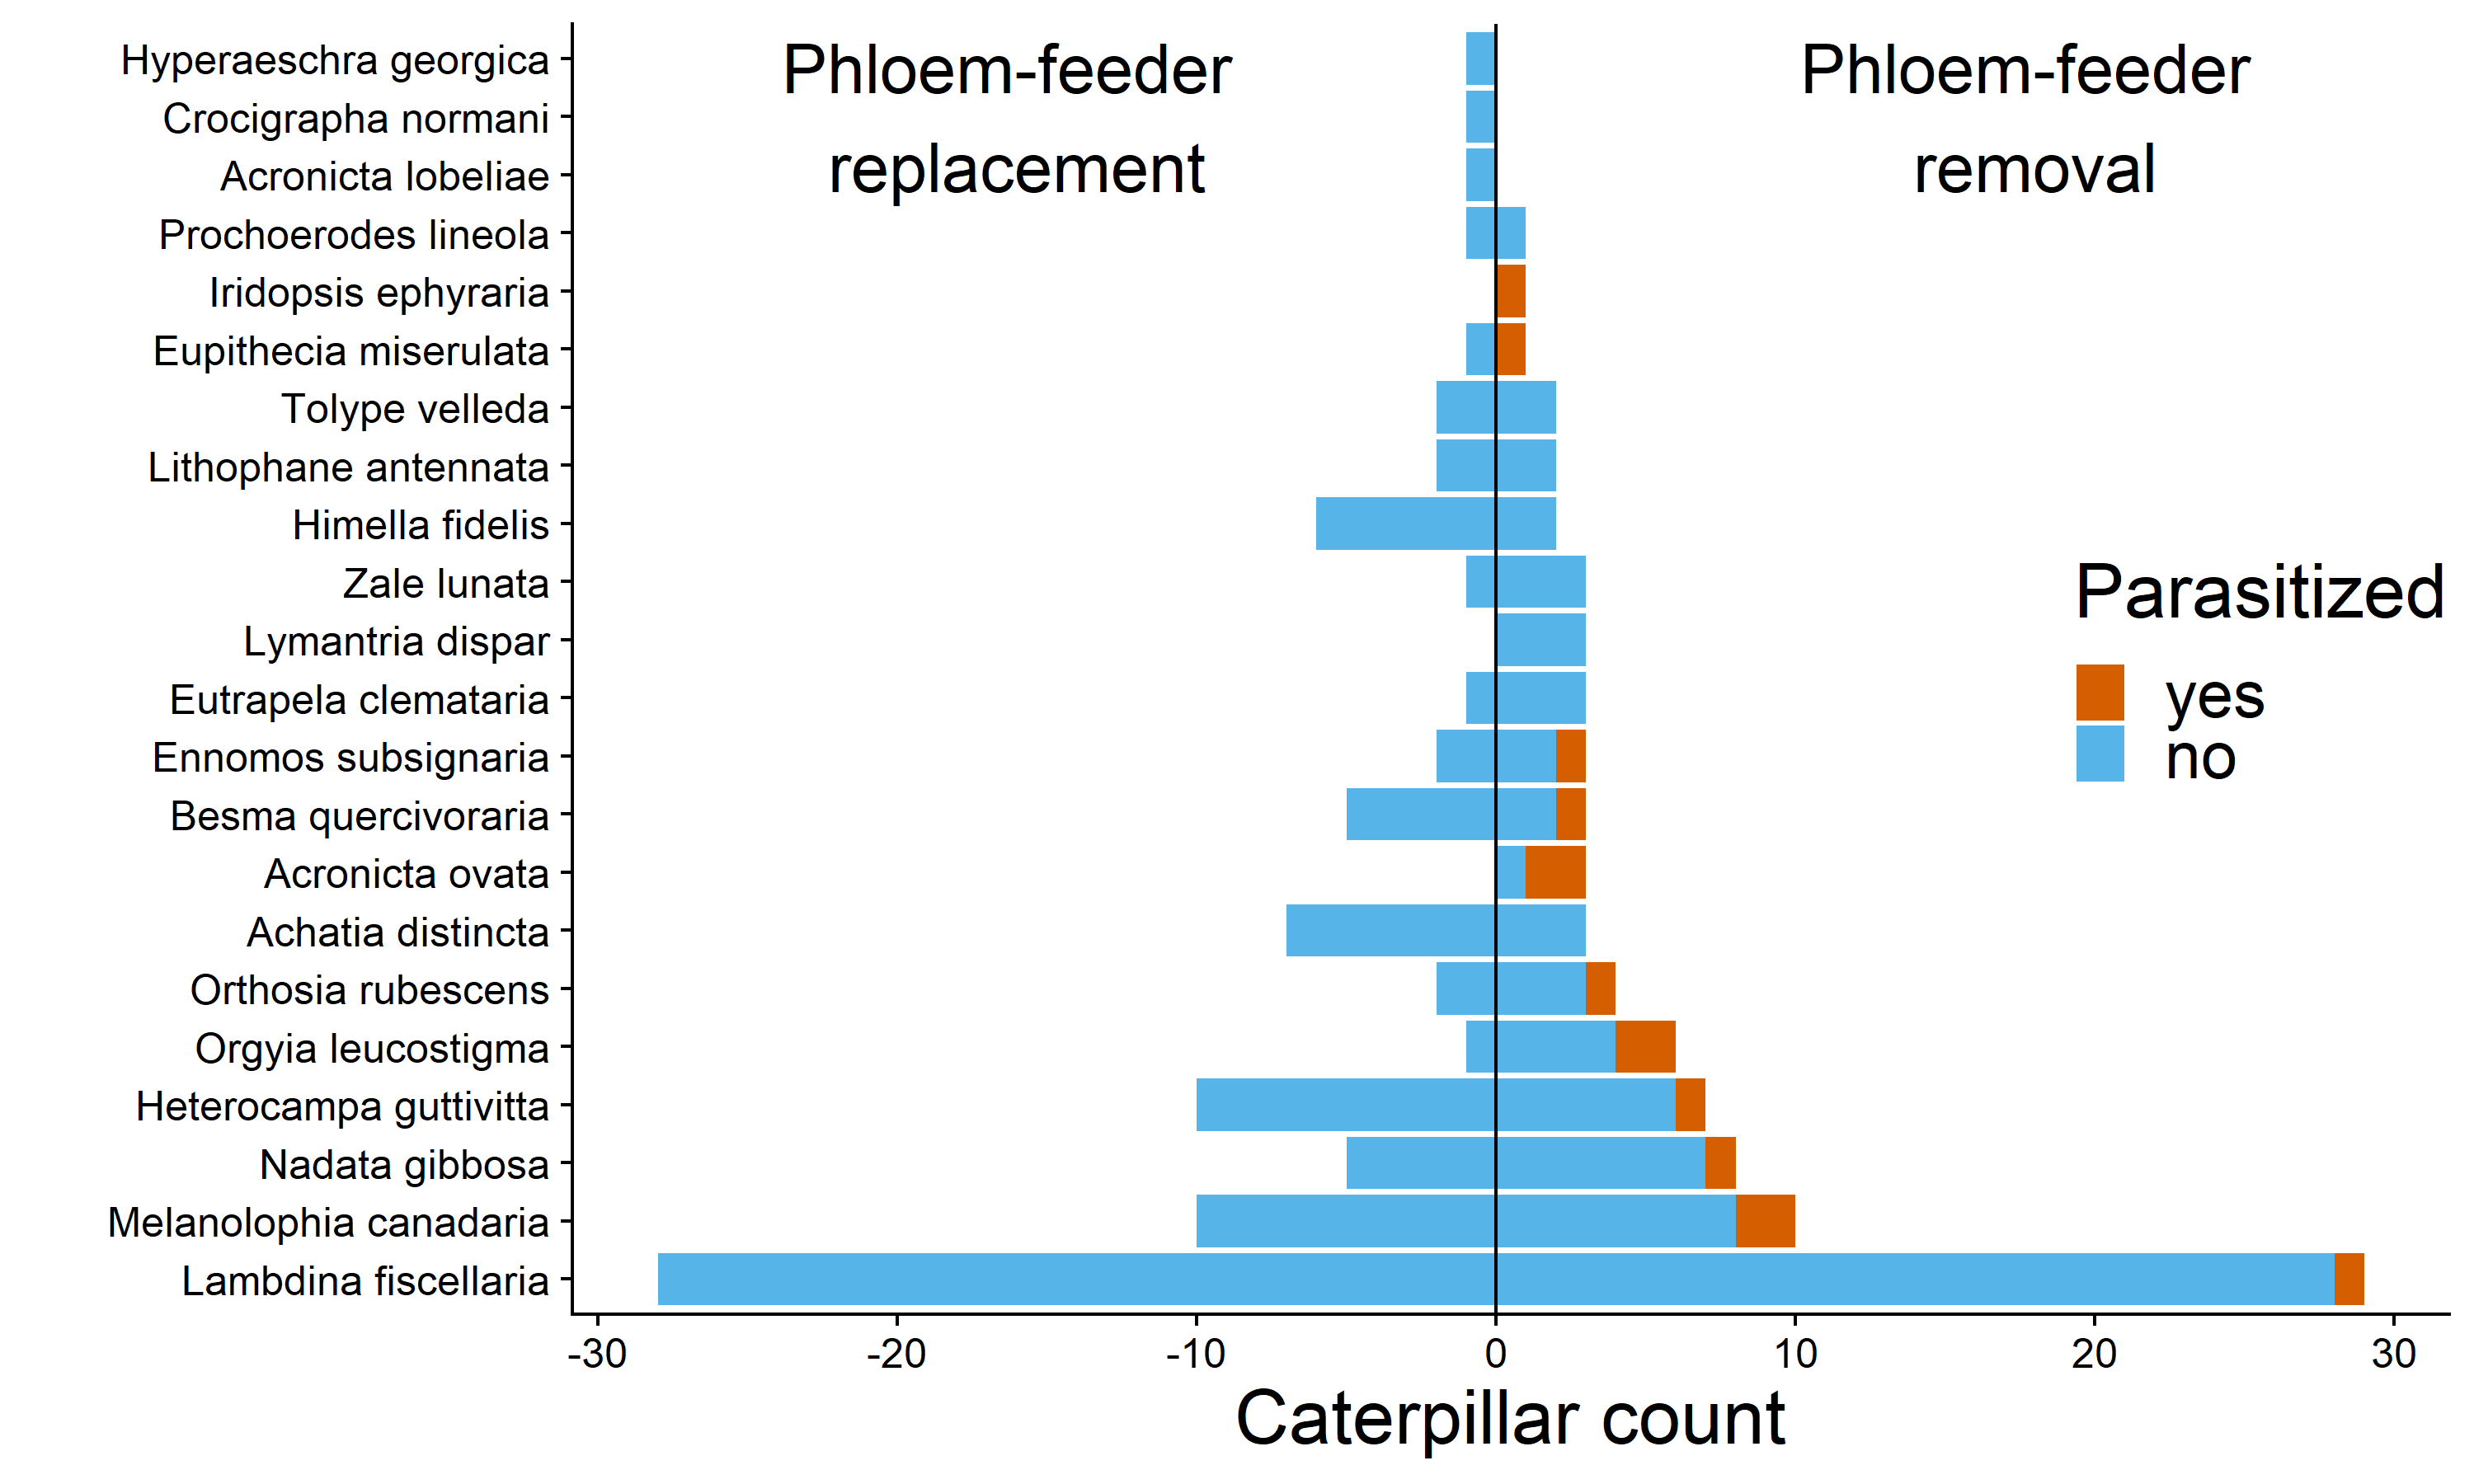 Phloem-feeder
replacement
Phloem-feeder
removal
Hyperaeschra georgica
Crocigrapha normani
Acronicta lobeliae
Prochoerodes lineola
Iridopsis ephyraria
Eupithecia miserulata
Tolype velleda
Lithophane antennata
Himella fidelis
Zale lunata
Lymantria dispar
Eutrapela clemataria
Ennomos subsignaria
Besma quercivoraria
Acronicta ovata
Achatia distincta
Orthosia rubescens
Orgyia leucostigma
Heterocampa guttivitta
Nadata gibbosa
Melanolophia canadaria
Lambdina fiscellaria
Parasitized
yes
no
-30 -20 -10 0 10 20 30
Caterpillar count